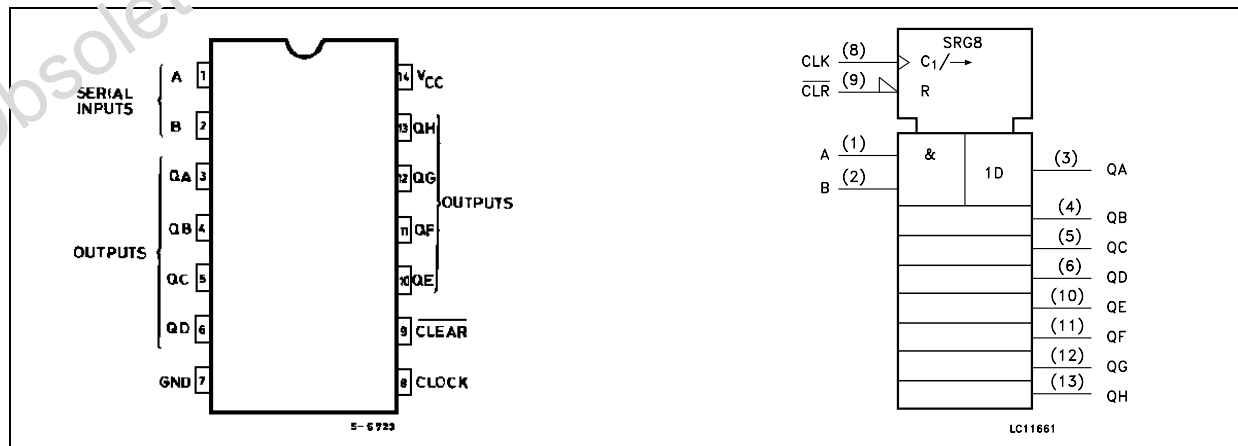 Obsolet
SERIAL INPUTS
A 1
B 2
OUTPUTS
QA 3
QB 4
QC 5
QD 6
GND 7
14 VCC
13 QH
12 QG
11 QF
10 QE
OUTPUTS
9 CLEAR
8 CLOCK
S-6723
SRG8
CLK (8) C1/→
CLR (9) R
A (1) &
B (2)
1D
(3) QA
(4) QB
(5) QC
(6) QD
(10) QE
(11) QF
(12) QG
(13) QH
LC11661